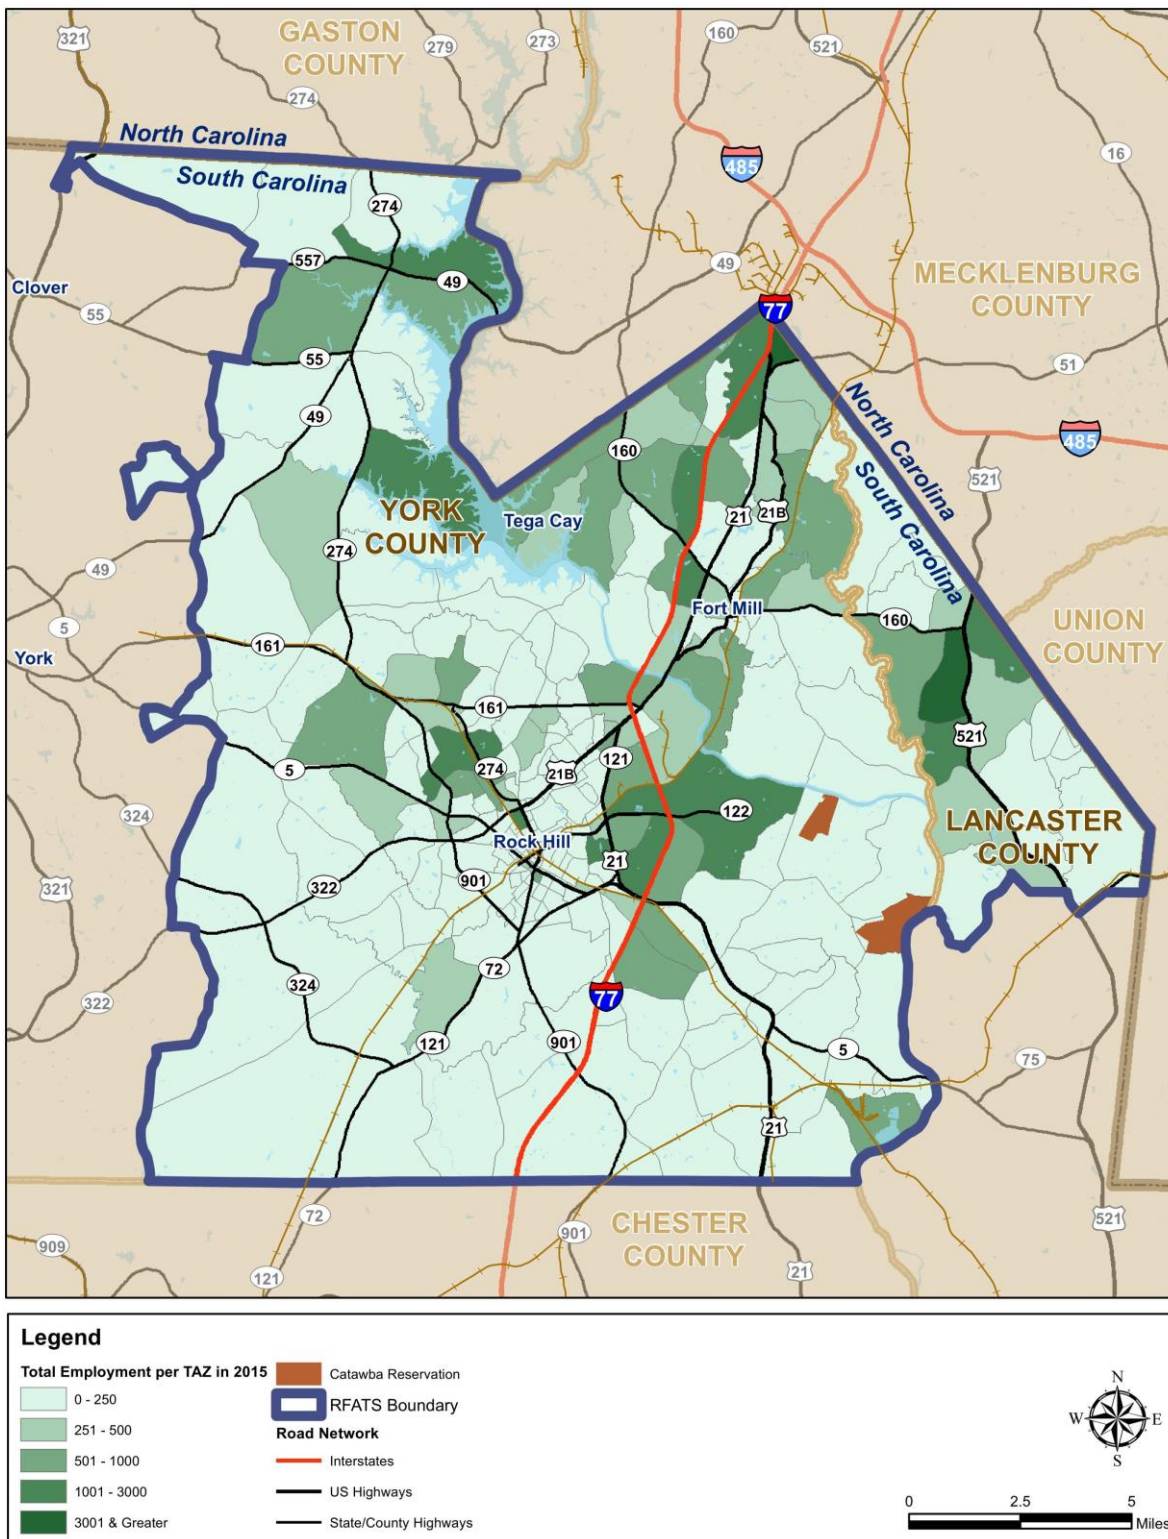 321
GASTON
COUNTY
279
273
160
521
274
North Carolina
South Carolina
485
16
274
557
49
49
MECKLENBURG
COUNTY
Clover
55
77
55
51
North Carolina
South Carolina
485
49
160
521
YORK
COUNTY
Tega Cay
21
21B
274
49
5
Fort Mill
160
UNION
COUNTY
York
161
161
521
5
274
21B
121
122
324
LANCASTER
COUNTY
Rock Hill
21
321
322
901
72
324
77
322
121
901
5
75
21
CHESTER
COUNTY
72
901
521
909
121
21
Legend
Total Employment per TAZ in 2015
0 - 250
251 - 500
501 - 1000
1001 - 3000
3001 & Greater
Catawba Reservation
RFATS Boundary
Road Network
Interstates
US Highways
State/County Highways
N
W E
S
0 2.5 5
Miles